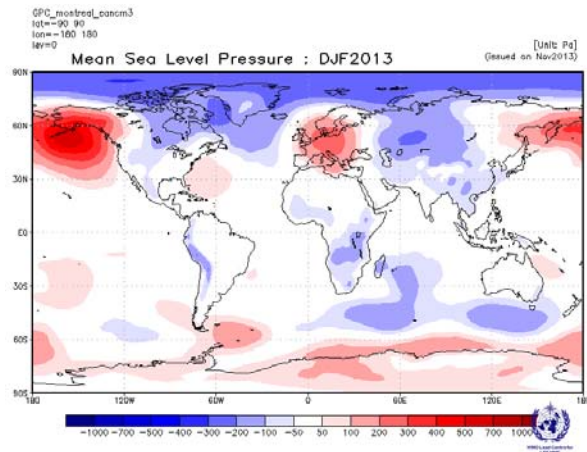 GPC_montreal_cancm3
lat=-90 90
lon=-180 180
lev=0
[Unit: Pa]
Mean Sea Level Pressure : DJF2013
(issued on Nov2013)
90N
60N
30N
EQ
30S
60S
90S
180 120W 60W 0 60E 120E 18
-1000 -700 -500 -400 -300 -200 -100 -50 50 100 200 300 400 500 700 1000